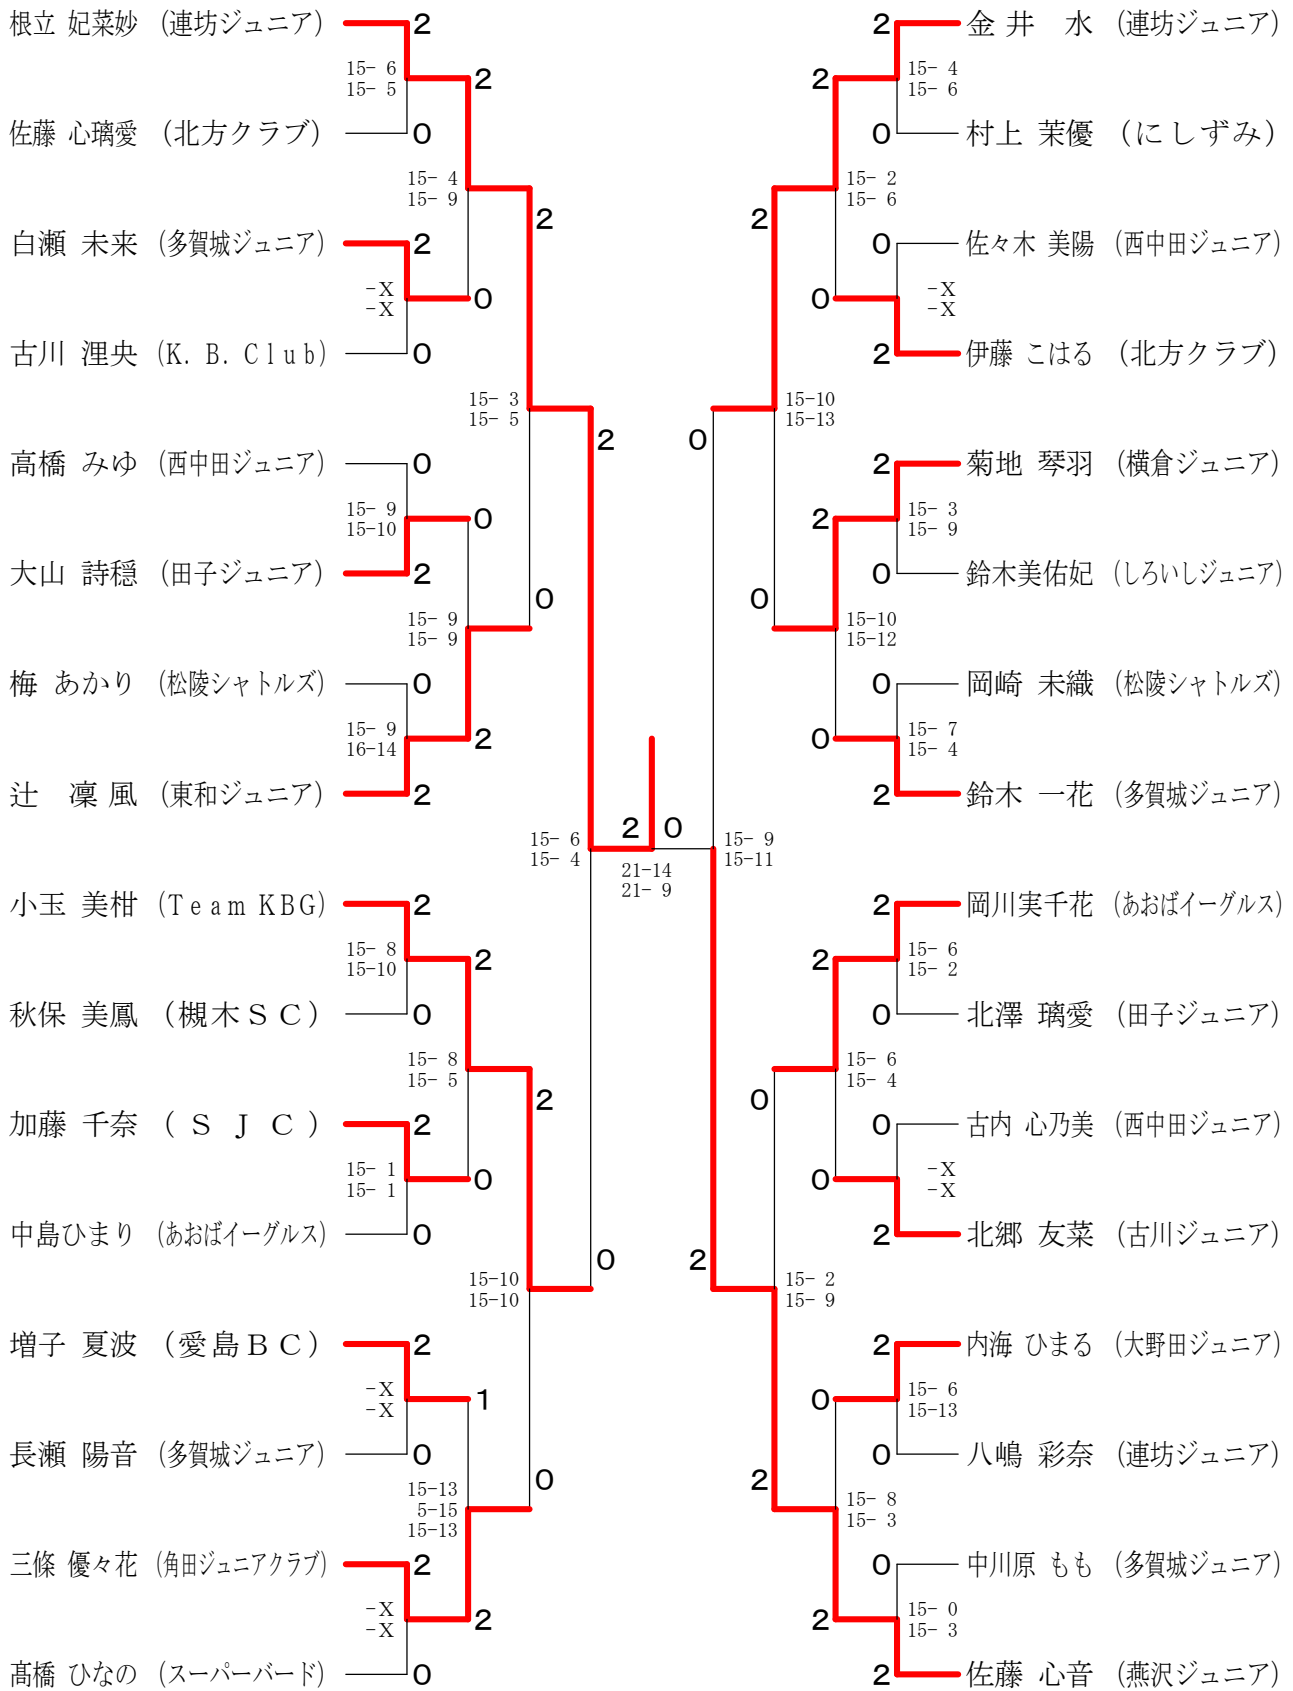 根立 妃菜妙 (連坊ジュニア) 2 2 金井 水 (連坊ジュニア)
15- 6 2 2 15- 4
15- 5 15- 6
佐藤 心璃愛 (北方クラブ) 0 0 村上 茉優 (にしずみ)
15- 4 15- 2
15- 9 15- 6
2 2
白瀬 未来 (多賀城ジュニア) 2 0 佐々木 美陽 (西中田ジュニア)
-X 0 0 -X
-X -X
古川 浬央 (K.B.Club) 0 2 伊藤 こはる (北方クラブ)
15- 3 15-10
15- 5 15-13
2 0
高橋 みゆ (西中田ジュニア) 0 2 菊地 琴羽 (横倉ジュニア)
15- 9 0 2 15- 3
15-10 15- 9
大山 詩穏 (田子ジュニア) 2 0 鈴木美佑妃 (しろいしジュニア)
0 0
15- 9 15-10
15- 9 15-12
梅 あかり (松陵シャトルズ) 0 0 岡崎 未織 (松陵シャトルズ)
15- 9 2 0 15- 7
16-14 15- 4
辻 凜風 (東和ジュニア) 2 2 鈴木 一花 (多賀城ジュニア)
2 0
15- 6 15- 9
15- 4 15-11
21-14
21- 9
小玉 美柑 (Team KBG) 2 2 岡川実千花 (あおばイーグルス)
15- 8 2 2 15- 6
15-10 15- 2
秋保 美鳳 (槻木SC) 0 0 北澤 璃愛 (田子ジュニア)
15- 8 15- 6
15- 5 15- 4
2 0
加藤 千奈 (SJC) 2 0 古内 心乃美 (西中田ジュニア)
15- 1 0 0 -X
15- 1 -X
中島ひまり (あおばイーグルス) 0 2 北郷 友菜 (古川ジュニア)
0 2
15-10 15- 2
15-10 15- 9
増子 夏波 (愛島BC) 2 2 内海 ひまる (大野田ジュニア)
-X 1 0 15- 6
-X 15-13
長瀬 陽音 (多賀城ジュニア) 0 0 八嶋 彩奈 (連坊ジュニア)
0 2
15-13 15- 8
5-15 15- 3
15-13
三條 優々花 (角田ジュニアクラブ) 2 0 中川原 もも (多賀城ジュニア)
-X 2 2 15- 0
-X 15- 3
髙橋 ひなの (スーパーバード) 0 2 佐藤 心音 (燕沢ジュニア)